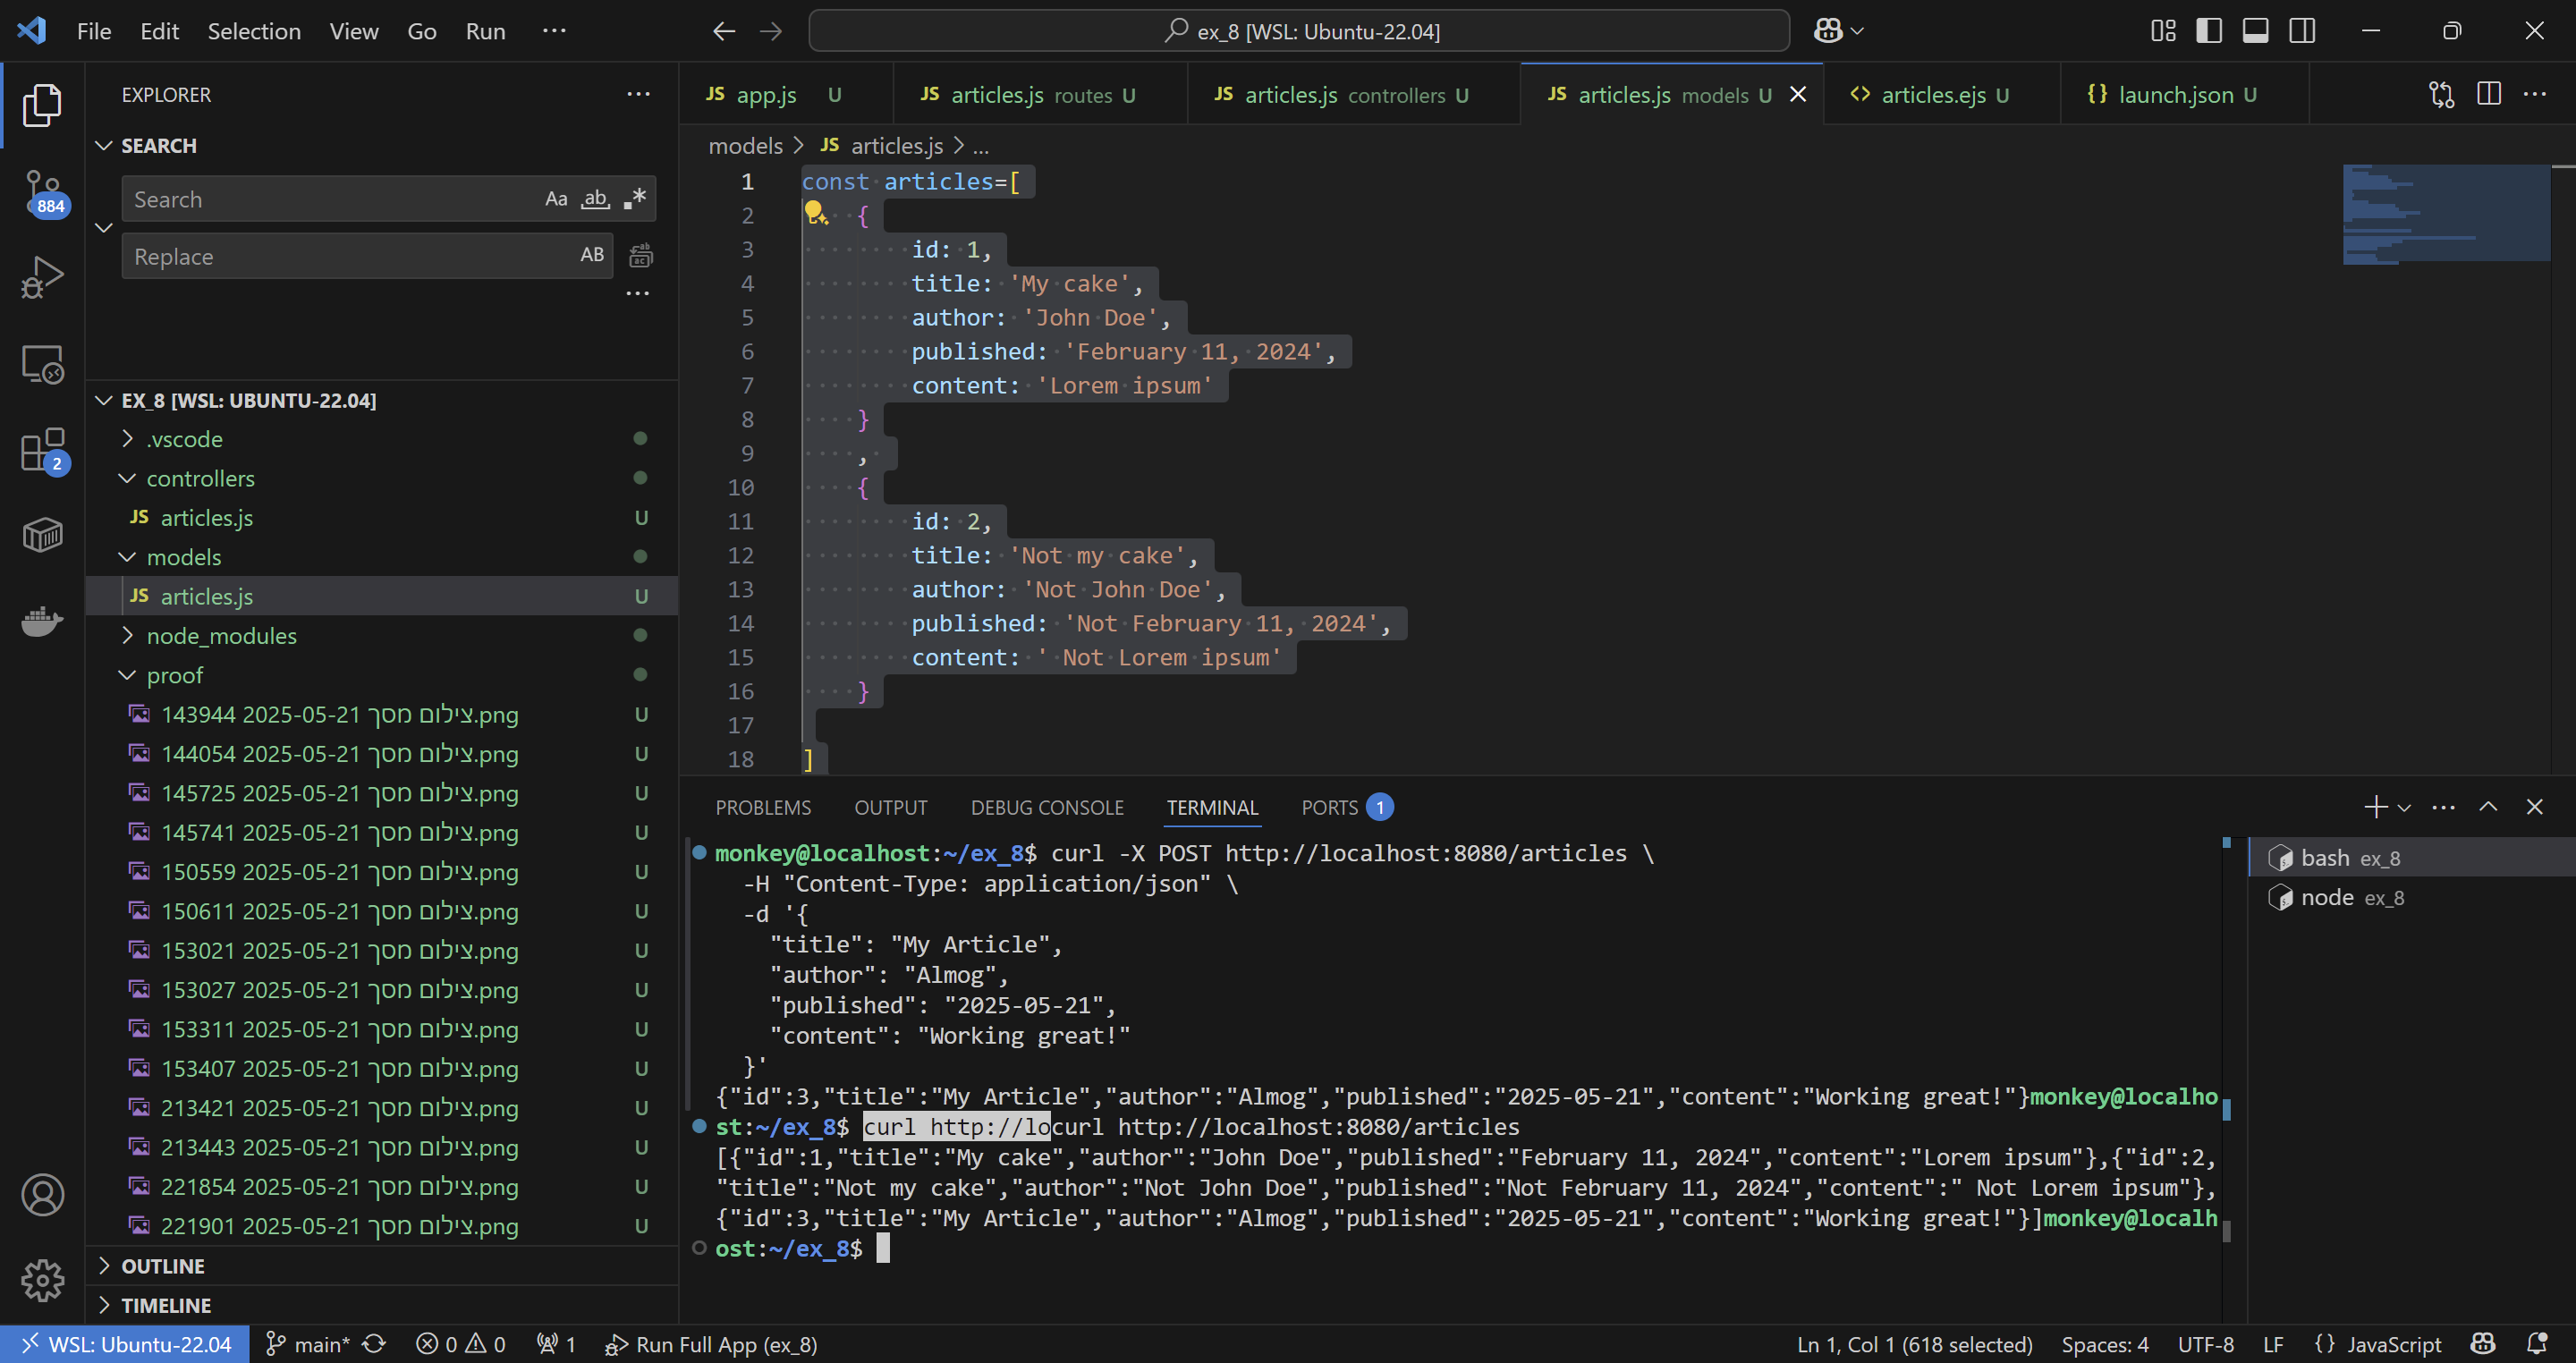 File Edit Selection View Go Run ···
ex_8 [WSL: Ubuntu-22.04]
EXPLORER
SEARCH
Search
Aa ab .*
Replace
AB
884
2
EX_8 [WSL: UBUNTU-22.04]
.vscode
controllers
JS articles.js U
models
JS articles.js U
node_modules
proof
צילום מסך 2025-05-21 143944.png U
צילום מסך 2025-05-21 144054.png U
צילום מסך 2025-05-21 145725.png U
צילום מסך 2025-05-21 145741.png U
צילום מסך 2025-05-21 150559.png U
צילום מסך 2025-05-21 150611.png U
צילום מסך 2025-05-21 153021.png U
צילום מסך 2025-05-21 153027.png U
צילום מסך 2025-05-21 153311.png U
צילום מסך 2025-05-21 153407.png U
צילום מסך 2025-05-21 213421.png U
צילום מסך 2025-05-21 213443.png U
צילום מסך 2025-05-21 221854.png U
צילום מסך 2025-05-21 221901.png U
OUTLINE
TIMELINE
JS app.js U
JS articles.js routes U
JS articles.js controllers U
JS articles.js models U
<> articles.ejs U
{} launch.json U
models > JS articles.js > ...
1 const articles=[
2 {
3 id: 1,
4 title: 'My cake',
5 author: 'John Doe',
6 published: 'February 11, 2024',
7 content: 'Lorem ipsum'
8 }
9 ,
10 {
11 id: 2,
12 title: 'Not my cake',
13 author: 'Not John Doe',
14 published: 'Not February 11, 2024',
15 content: ' Not Lorem ipsum'
16 }
17
18 ]
PROBLEMS OUTPUT DEBUG CONSOLE TERMINAL PORTS 1
monkey@localhost:~/ex_8$ curl -X POST http://localhost:8080/articles \
-H "Content-Type: application/json" \
-d '{
"title": "My Article",
"author": "Almog",
"published": "2025-05-21",
"content": "Working great!"
}'
{"id":3,"title":"My Article","author":"Almog","published":"2025-05-21","content":"Working great!"}monkey@localho
st:~/ex_8$ curl http://locurl http://localhost:8080/articles
[{"id":1,"title":"My cake","author":"John Doe","published":"February 11, 2024","content":"Lorem ipsum"},{"id":2,
"title":"Not my cake","author":"Not John Doe","published":"Not February 11, 2024","content":" Not Lorem ipsum"},
{"id":3,"title":"My Article","author":"Almog","published":"2025-05-21","content":"Working great!"}]monkey@localh
ost:~/ex_8$
bash ex_8
node ex_8
WSL: Ubuntu-22.04 main* 0 0 1 Run Full App (ex_8)
Ln 1, Col 1 (618 selected) Spaces: 4 UTF-8 LF {} JavaScript